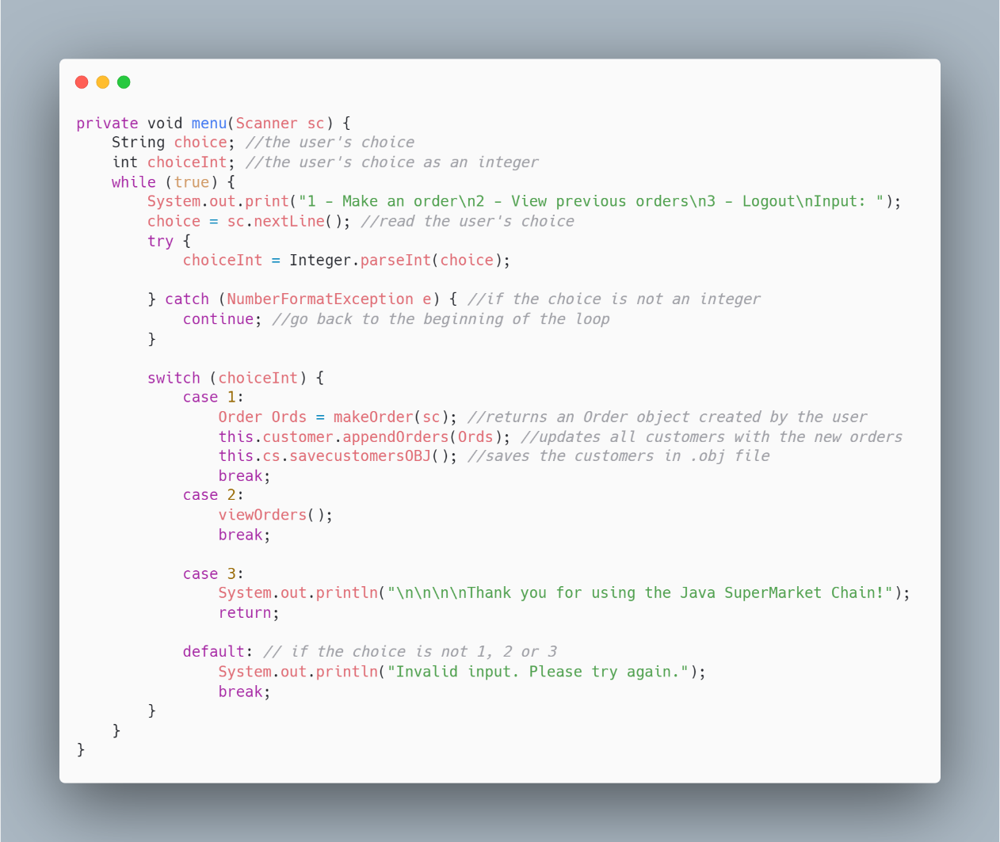 private void menu(Scanner sc) {
    String choice; //the user's choice
    int choiceInt; //the user's choice as an integer
    while (true) {
        System.out.print("1 - Make an order\n2 - View previous orders\n3 - Logout\nInput: ");
        choice = sc.nextLine(); //read the user's choice
        try {
            choiceInt = Integer.parseInt(choice);

        } catch (NumberFormatException e) { //if the choice is not an integer
            continue; //go back to the beginning of the loop
        }

        switch (choiceInt) {
            case 1:
                Order Ords = makeOrder(sc); //returns an Order object created by the user
                this.customer.appendOrders(Ords); //updates all customers with the new orders
                this.cs.savecustomersOBJ(); //saves the customers in .obj file
                break;
            case 2:
                viewOrders();
                break;

            case 3:
                System.out.println("\n\n\n\nThank you for using the Java SuperMarket Chain!");
                return;

            default: // if the choice is not 1, 2 or 3
                System.out.println("Invalid input. Please try again.");
                break;
        }
    }
}